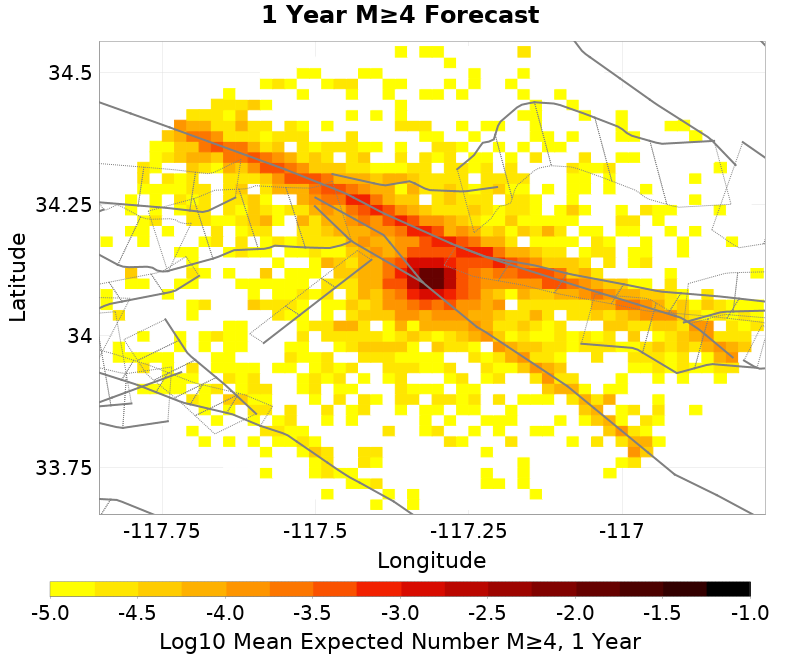 1 Year M≥4 Forecast
34.5
34.25
34
33.75
Latitude
-117.75 -117.5 -117.25 -117
Longitude
-5.0 -4.5 -4.0 -3.5 -3.0 -2.5 -2.0 -1.5 -1.0
Log10 Mean Expected Number M≥4, 1 Year